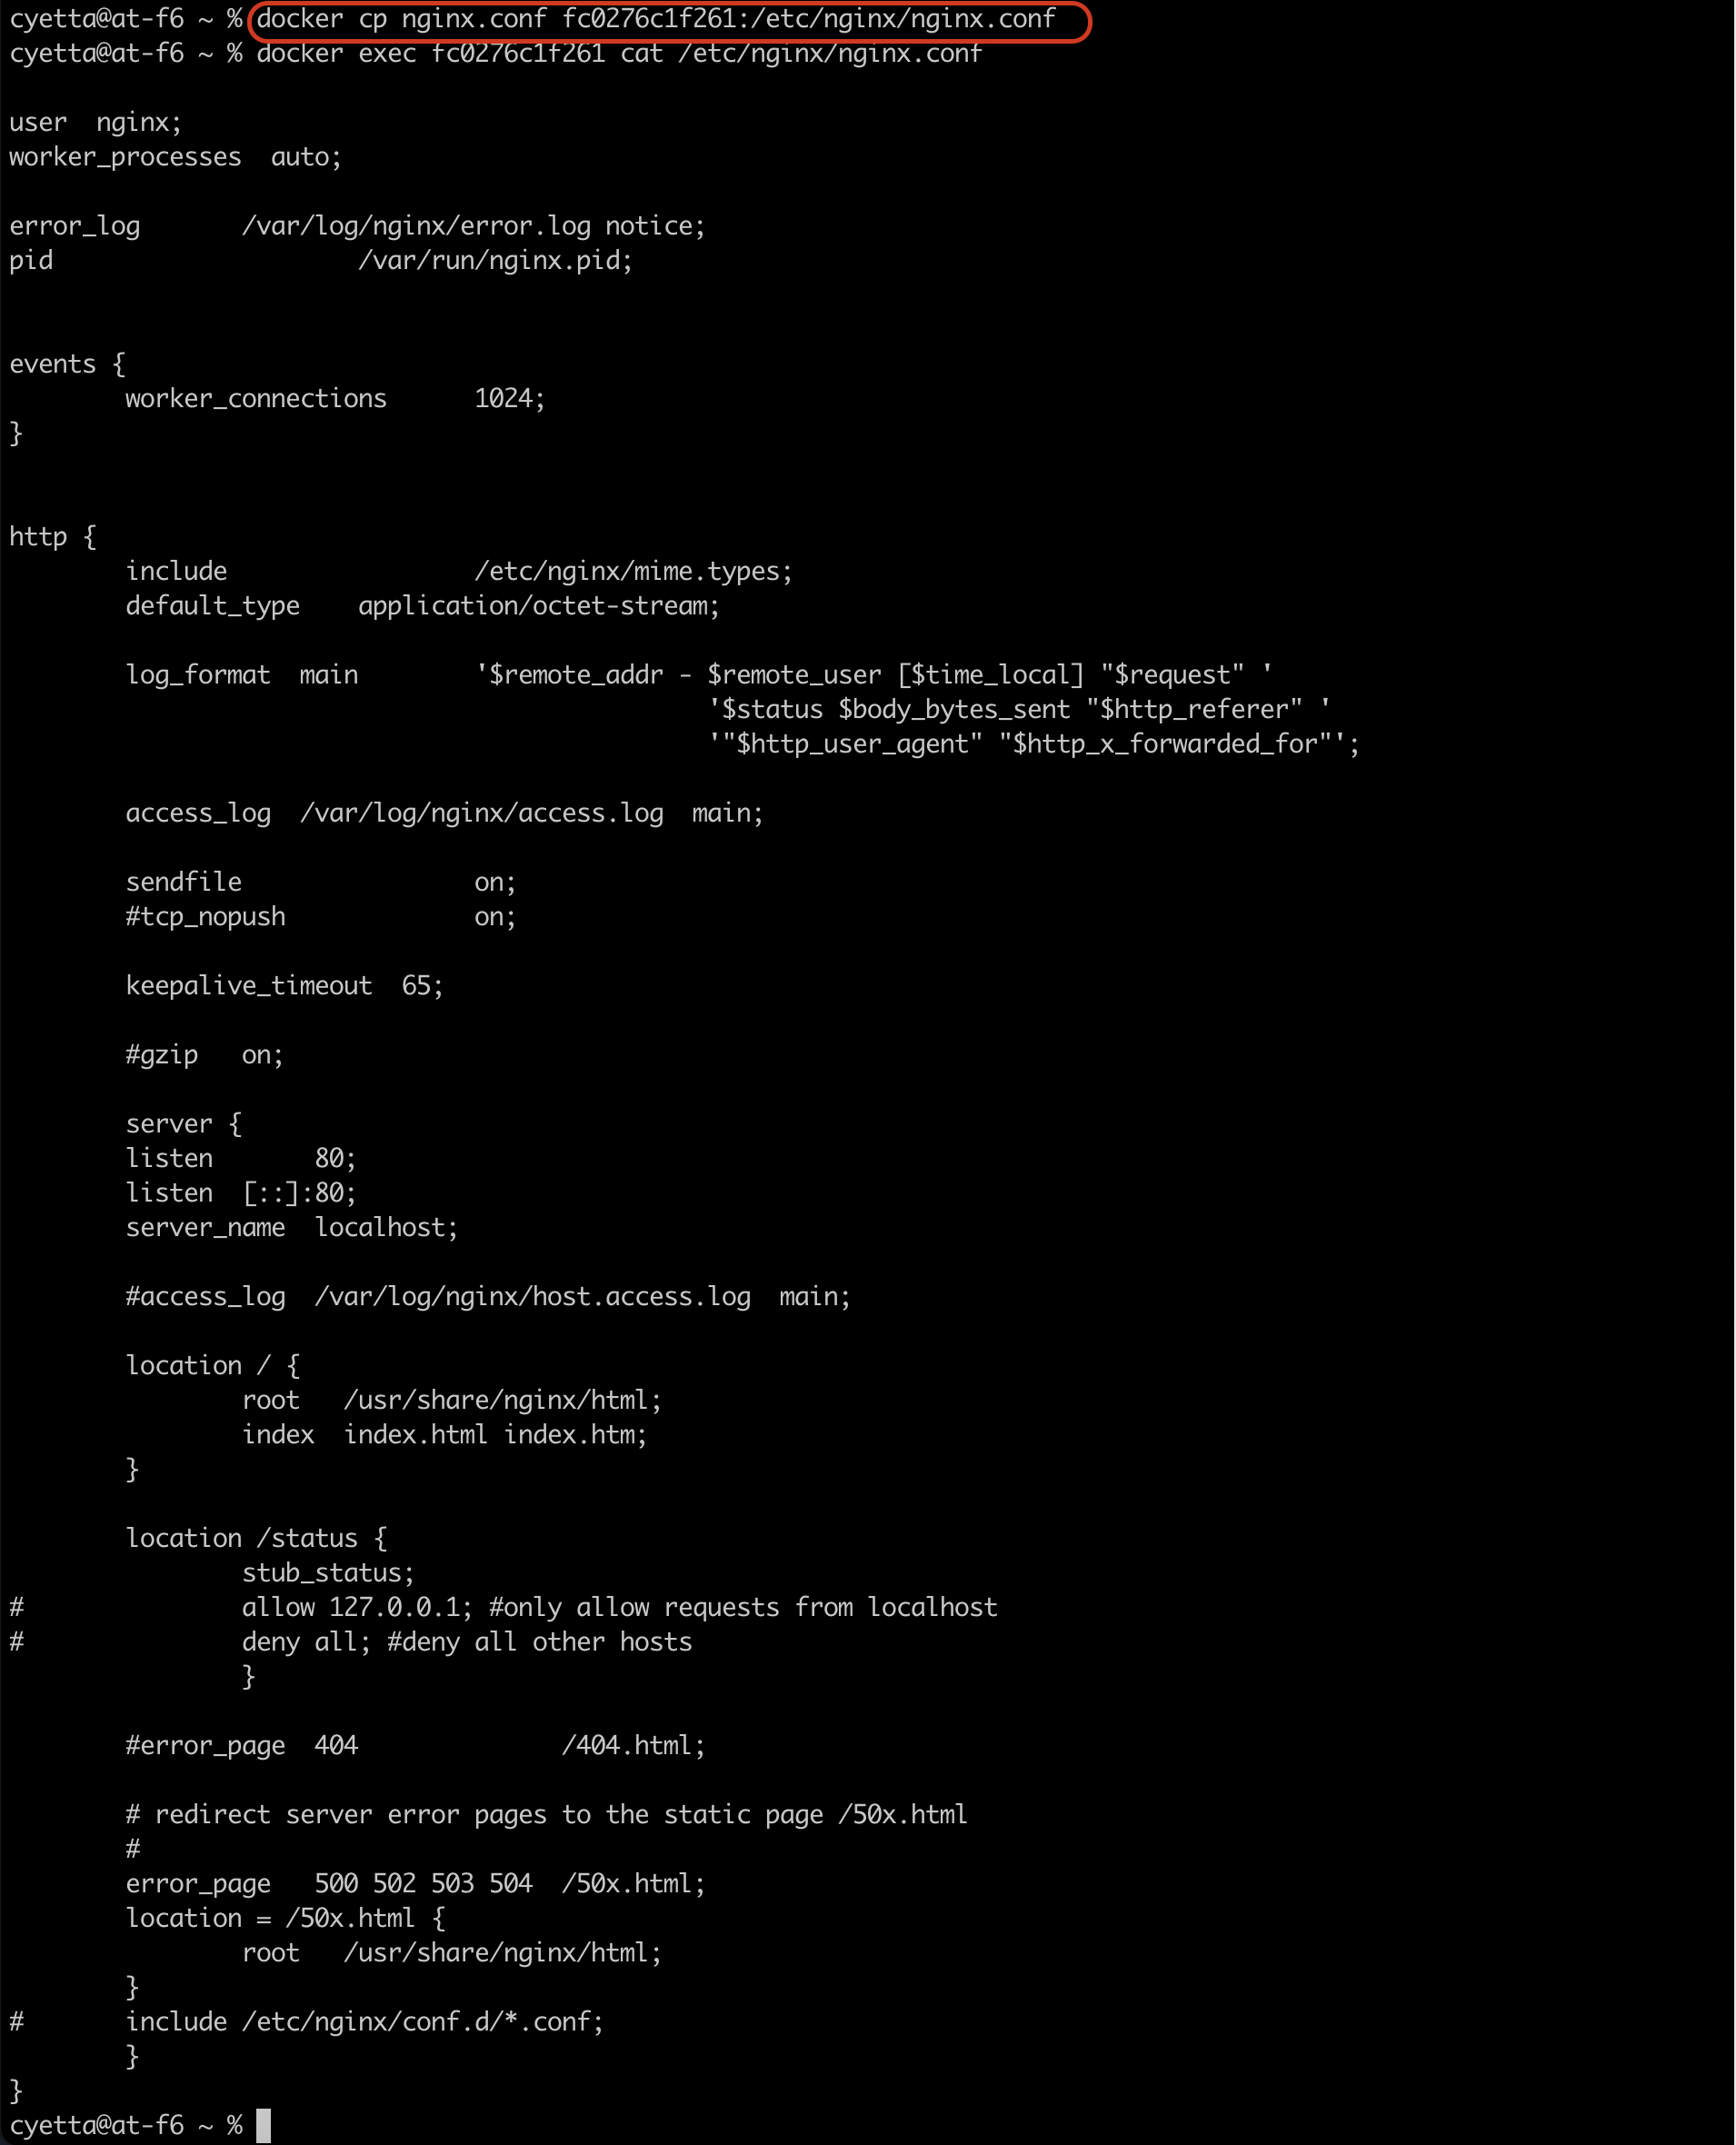 cyetta@at-f6 ~ % docker cp nginx.conf fc0276c1f261:/etc/nginx/nginx.conf
cyetta@at-f6 ~ % docker exec fc0276c1f261 cat /etc/nginx/nginx.conf
user  nginx;
worker_processes  auto;
error_log       /var/log/nginx/error.log notice;
pid                     /var/run/nginx.pid;
events {
        worker_connections      1024;
}
http {
        include                 /etc/nginx/mime.types;
        default_type    application/octet-stream;
        log_format  main        '$remote_addr - $remote_user [$time_local] "$request" '
                                                '$status $body_bytes_sent "$http_referer" '
                                                '"$http_user_agent" "$http_x_forwarded_for"';
        access_log  /var/log/nginx/access.log  main;
        sendfile                on;
        #tcp_nopush             on;
        keepalive_timeout  65;
        #gzip   on;
        server {
        listen       80;
        listen  [::]:80;
        server_name  localhost;
        #access_log  /var/log/nginx/host.access.log  main;
        location / {
                root   /usr/share/nginx/html;
                index  index.html index.htm;
        }
        location /status {
                stub_status;
#               allow 127.0.0.1; #only allow requests from localhost
#               deny all; #deny all other hosts
                }
        #error_page  404              /404.html;
        # redirect server error pages to the static page /50x.html
        #
        error_page   500 502 503 504  /50x.html;
        location = /50x.html {
                root   /usr/share/nginx/html;
        }
#       include /etc/nginx/conf.d/*.conf;
        }
}
cyetta@at-f6 ~ %